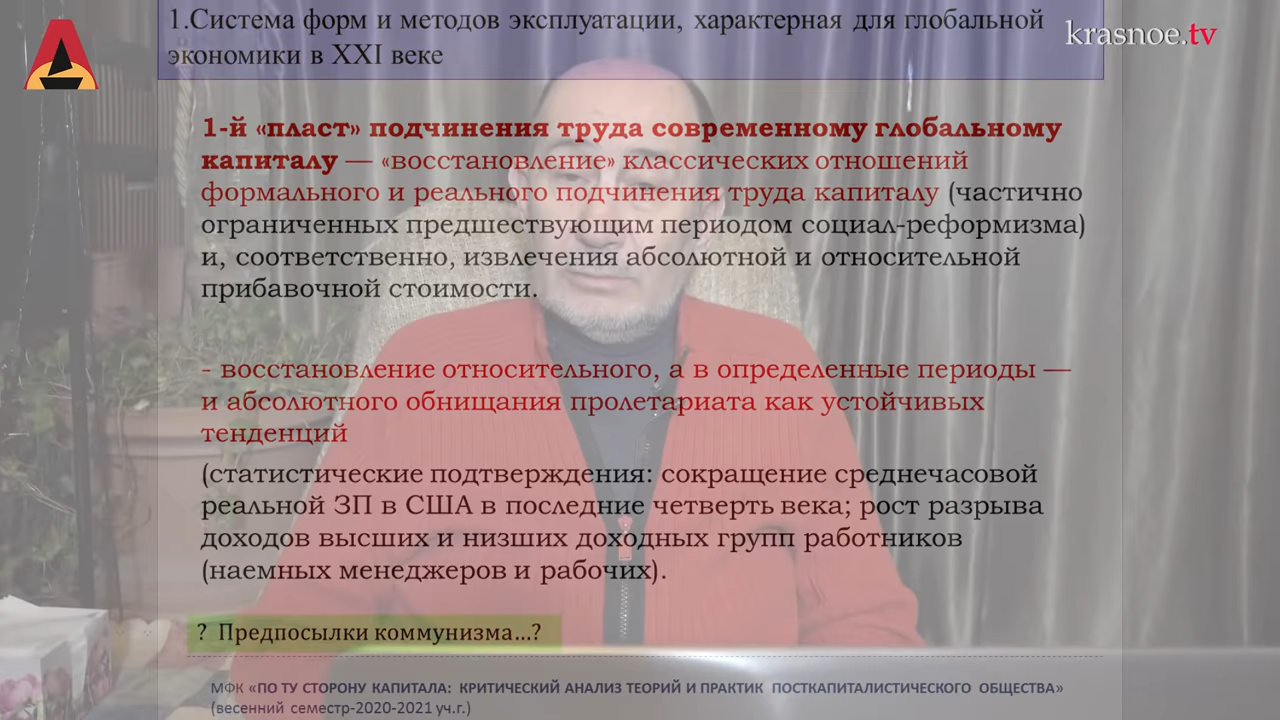 1.Система форм и методов эксплуатации, характерная для глобальной
экономики в XXI веке
krasnoe.tv
1-й «пласт» подчинения труда современному глобальному
капиталу — «восстановление» классических отношений
формального и реального подчинения труда капиталу (частично
ограниченных предшествующим периодом социал-реформизма)
и, соответственно, извлечения абсолютной и относительной
прибавочной стоимости.
- восстановление относительного, а в определенные периоды —
и абсолютного обнищания пролетариата как устойчивых
тенденций
(статистические подтверждения: сокращение среднечасовой
реальной ЗП в США в последние четверть века; рост разрыва
доходов высших и низших доходных групп работников
(наемных менеджеров и рабочих).
? Предпосылки коммунизма...?
МФК «ПО ТУ СТОРОНУ КАПИТАЛА: КРИТИЧЕСКИЙ АНАЛИЗ ТЕОРИЙ И ПРАКТИК ПОСТКАПИТАЛИСТИЧЕСКОГО ОБЩЕСТВА»
(весенний семестр-2020-2021 уч.г.)